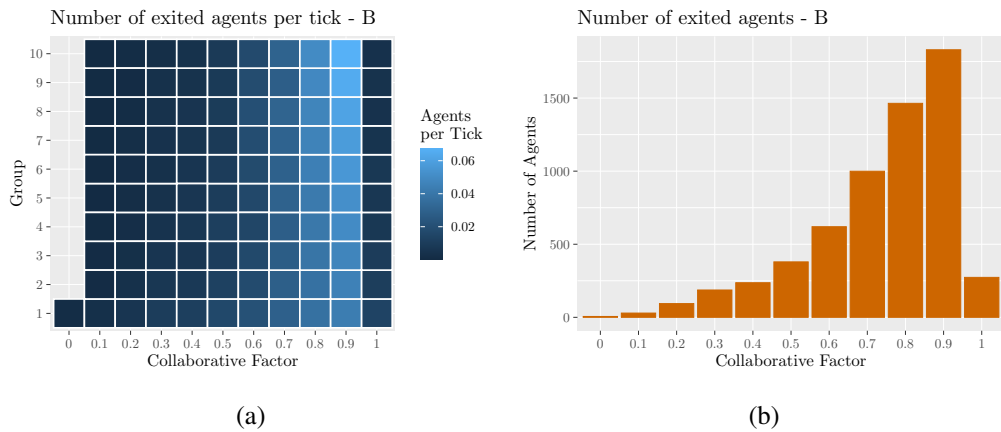 Number of exited agents per tick - B
Group
10
9
8
7
6
5
4
3
2
1
0 0.1 0.2 0.3 0.4 0.5 0.6 0.7 0.8 0.9 1
Collaborative Factor
Agents
per Tick
0.06
0.04
0.02
(a)
Number of exited agents - B
Number of Agents
1500
1000
500
0
0 0.1 0.2 0.3 0.4 0.5 0.6 0.7 0.8 0.9 1
Collaborative Factor
(b)